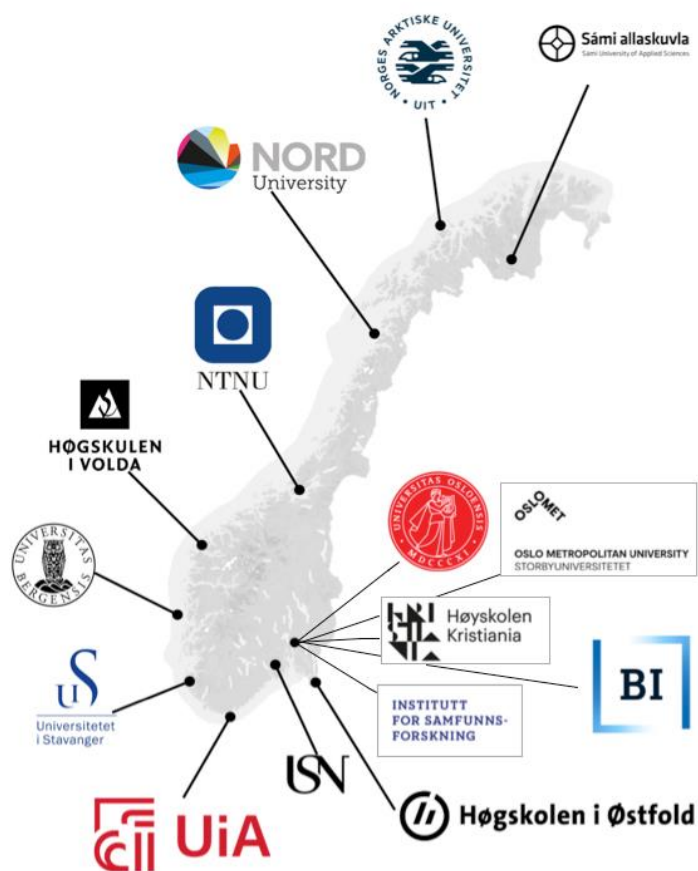 NORGES ARKTISKE UNIVERSITET
· UIT ·
Sámi allaskuvla
Sámi University of Applied Sciences
NORD
University
NTNU
HØGSKULEN
I VOLDA
UNIVERSITAS
BERGENSIS
UNIVERSITAS OSLOENSIS
MDCCCXI
OSLOMET
OSLO METROPOLITAN UNIVERSITY
STORBYUNIVERSITETET
Høyskolen
Kristiania
BI
uS
Universitetet
i Stavanger
INSTITUTT
FOR SAMFUNNS-
FORSKNING
USN
UiA
Høgskolen i Østfold